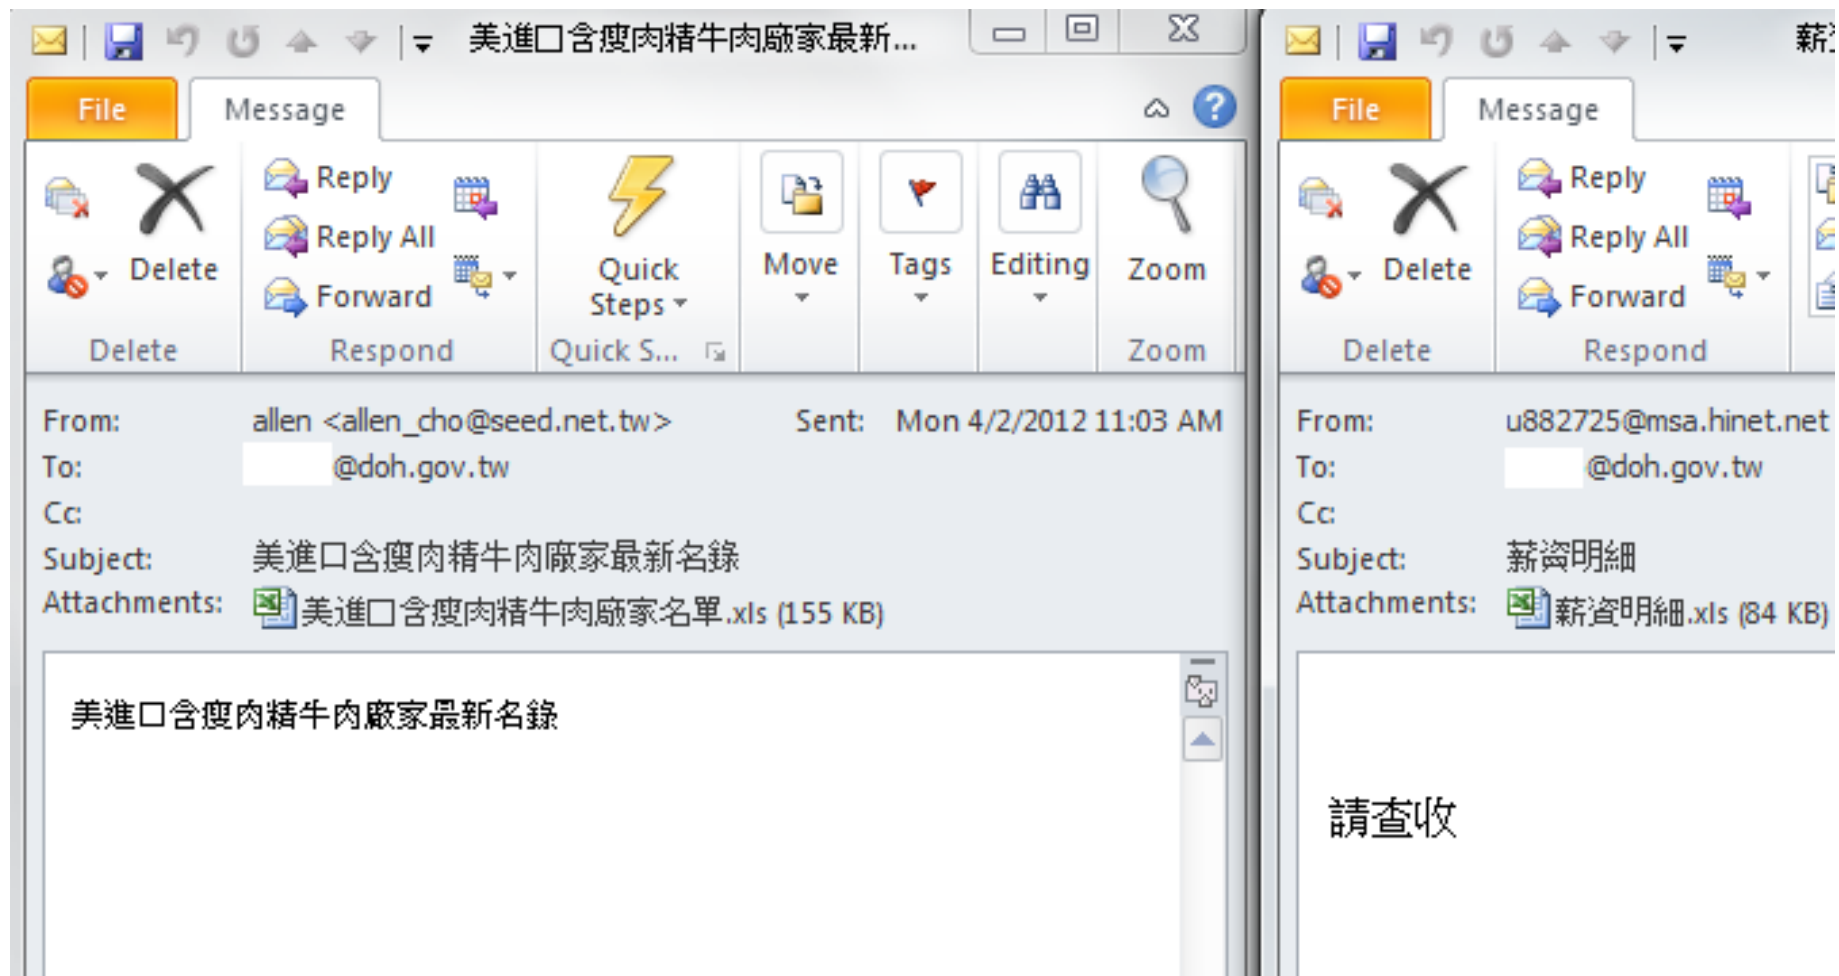 美進口含瘦肉精牛肉廠家最新...
File
Message
Reply
Reply All
Forward
Delete
Quick Steps
Move
Tags
Editing
Zoom
Delete
Respond
Quick S...
Zoom
From: allen <allen_cho@seed.net.tw> Sent: Mon 4/2/2012 11:03 AM
To: @doh.gov.tw
Cc:
Subject: 美進口含瘦肉精牛肉廠家最新名錄
Attachments: 美進口含瘦肉精牛肉廠家名單.xls (155 KB)
美進口含瘦肉精牛肉廠家最新名錄
薪
File
Message
Reply
Reply All
Forward
Delete
Delete
Respond
From: u882725@msa.hinet.net
To: @doh.gov.tw
Cc:
Subject: 薪資明細
Attachments: 薪資明細.xls (84 KB)
請查收